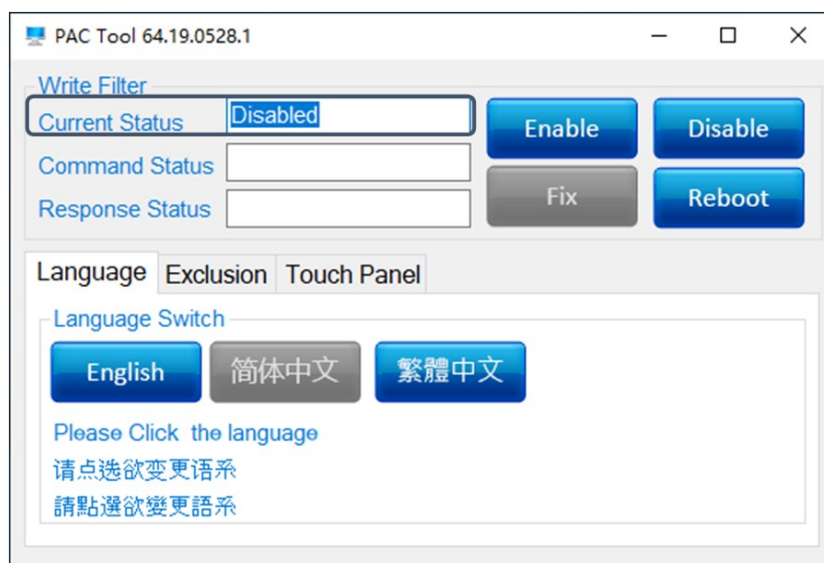 PAC Tool 64.19.0528.1
Write Filter
Current Status Disabled Enable Disable
Command Status
Response Status Fix Reboot
Language Exclusion Touch Panel
Language Switch
English 简体中文 繁體中文
Please Click the language
请点选欲变更语系
請點選欲變更語系